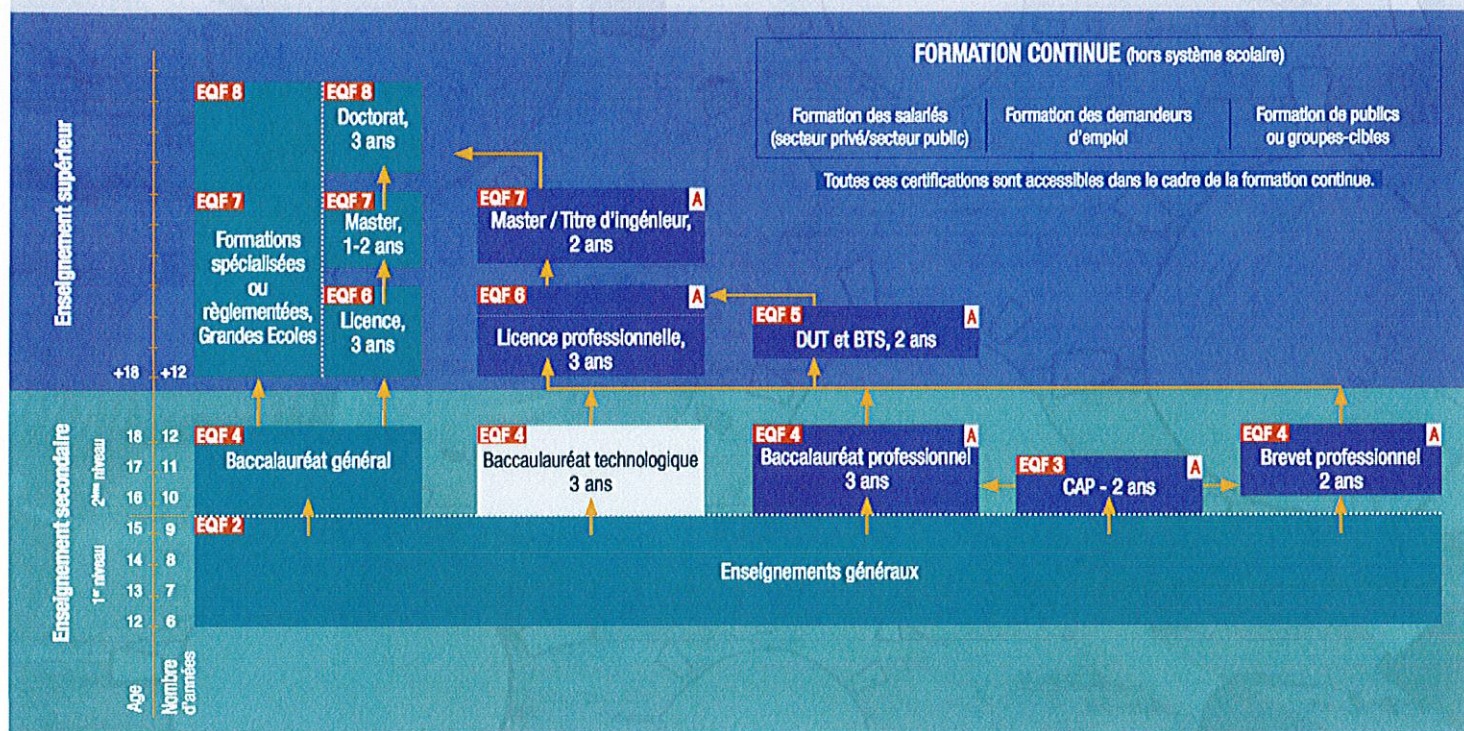 FORMATION CONTINUE (hors système scolaire)
Formation des salariés
(secteur privé/secteur public)
Formation des demandeurs
d'emploi
Formation de publics
ou groupes-cibles
Toutes ces certifications sont accessibles dans le cadre de la formation continue.
Enseignement supérieur
EQF 8
EQF 8
Doctorat,
3 ans
EQF 7
Formations
spécialisées
ou
règlementées,
Grandes Ecoles
EQF 7
Master,
1-2 ans
EQF 7
A
Master / Titre d'ingénieur,
2 ans
EQF 6
Licence,
3 ans
EQF 6
A
Licence professionnelle,
3 ans
EQF 5
A
DUT et BTS, 2 ans
+18
+12
Enseignement secondaire
2ème niveau
18 12
17 11
16 10
EQF 4
Baccalauréat général
EQF 4
Baccaulauréat technologique
3 ans
EQF 4
A
Baccalauréat professionnel
3 ans
EQF 3
A
CAP - 2 ans
EQF 4
A
Brevet professionnel
2 ans
1er niveau
15 9
14 8
13 7
12 6
EQF 2
Enseignements généraux
Age
Nombre
d'années